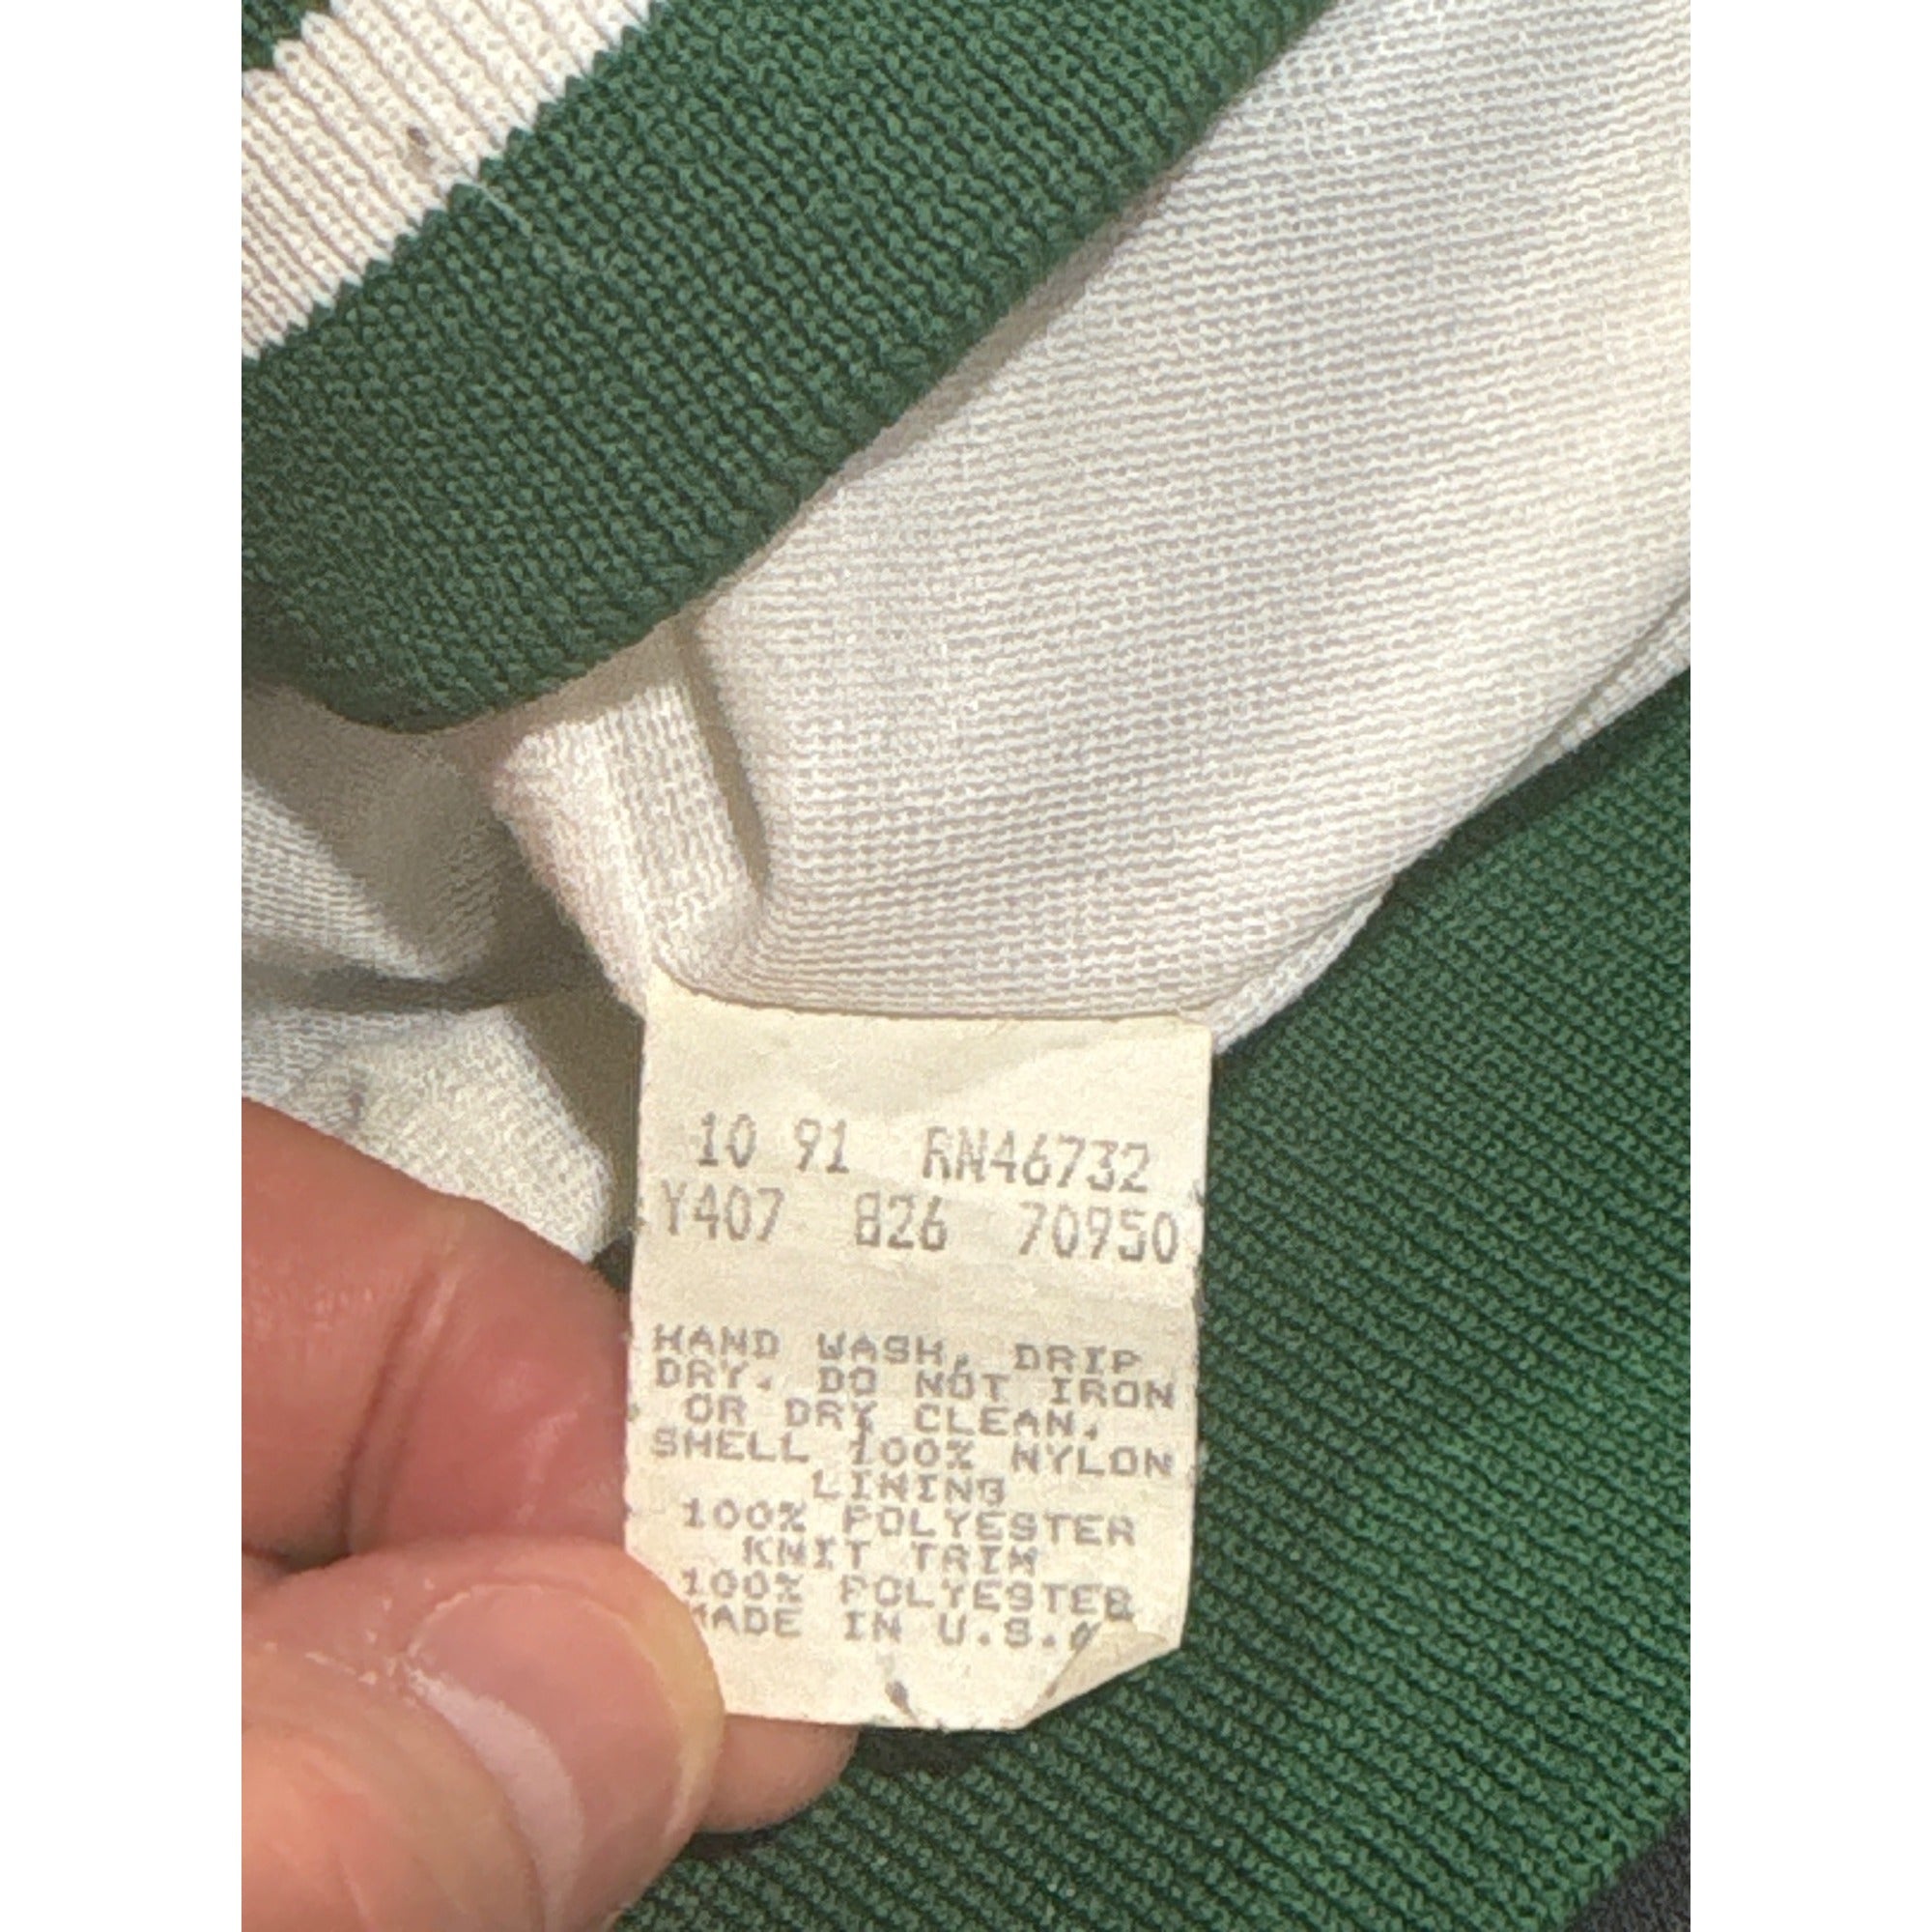 10 91 RN46732
Y407 826 70950
HAND WASH, DRIP
DRY. DO NOT IRON
OR DRY CLEAN.
SHELL 100% NYLON
LINING
100% POLYESTER
KNIT TRIM
100% POLYESTER
MADE IN U.S.A